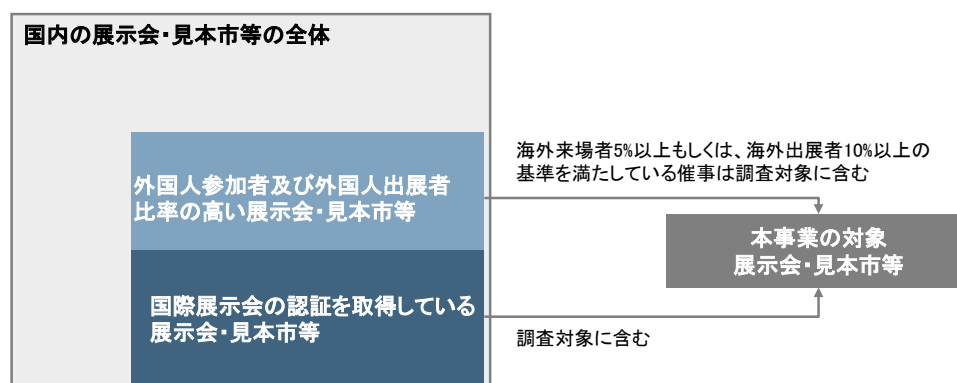 国内の展示会・見本市等の全体
外国人参加者及び外国人出展者
比率の高い展示会・見本市等
国際展示会の認証を取得している
展示会・見本市等
海外来場者5%以上もしくは、海外出展者10%以上の
基準を満たしている催事は調査対象に含む
本事業の対象
展示会・見本市等
調査対象に含む